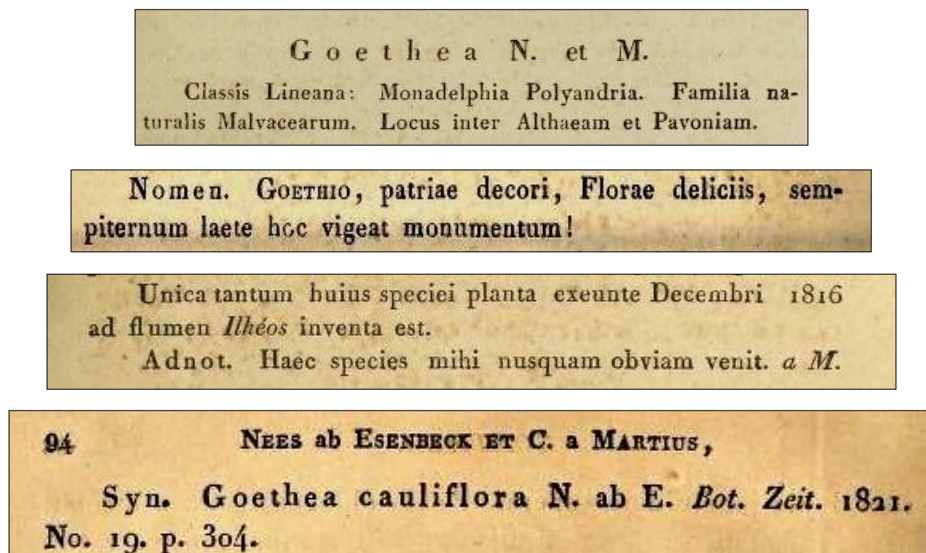 Goethea N. et M.
Classis Lineana: Monadelphia Polyandria. Familia na-
turalis Malvacearum. Locus inter Althaeam et Pavoniam.
Nomen. GOETHIO, patriae decori, Florae deliciis, sem-
piternum laete hoc vigeat monumentum!
Unica tantum huius speciei planta exeunte Decembri 1816
ad flumen Ilhéos inventa est.
Adnot. Haec species mihi nusquam obviam venit. a M.
94 NEES ab ESENBECK ET C. a MARTIUS,
Syn. Goethea cauliflora N. ab E. Bot. Zeit. 1821.
No. 19. p. 304.